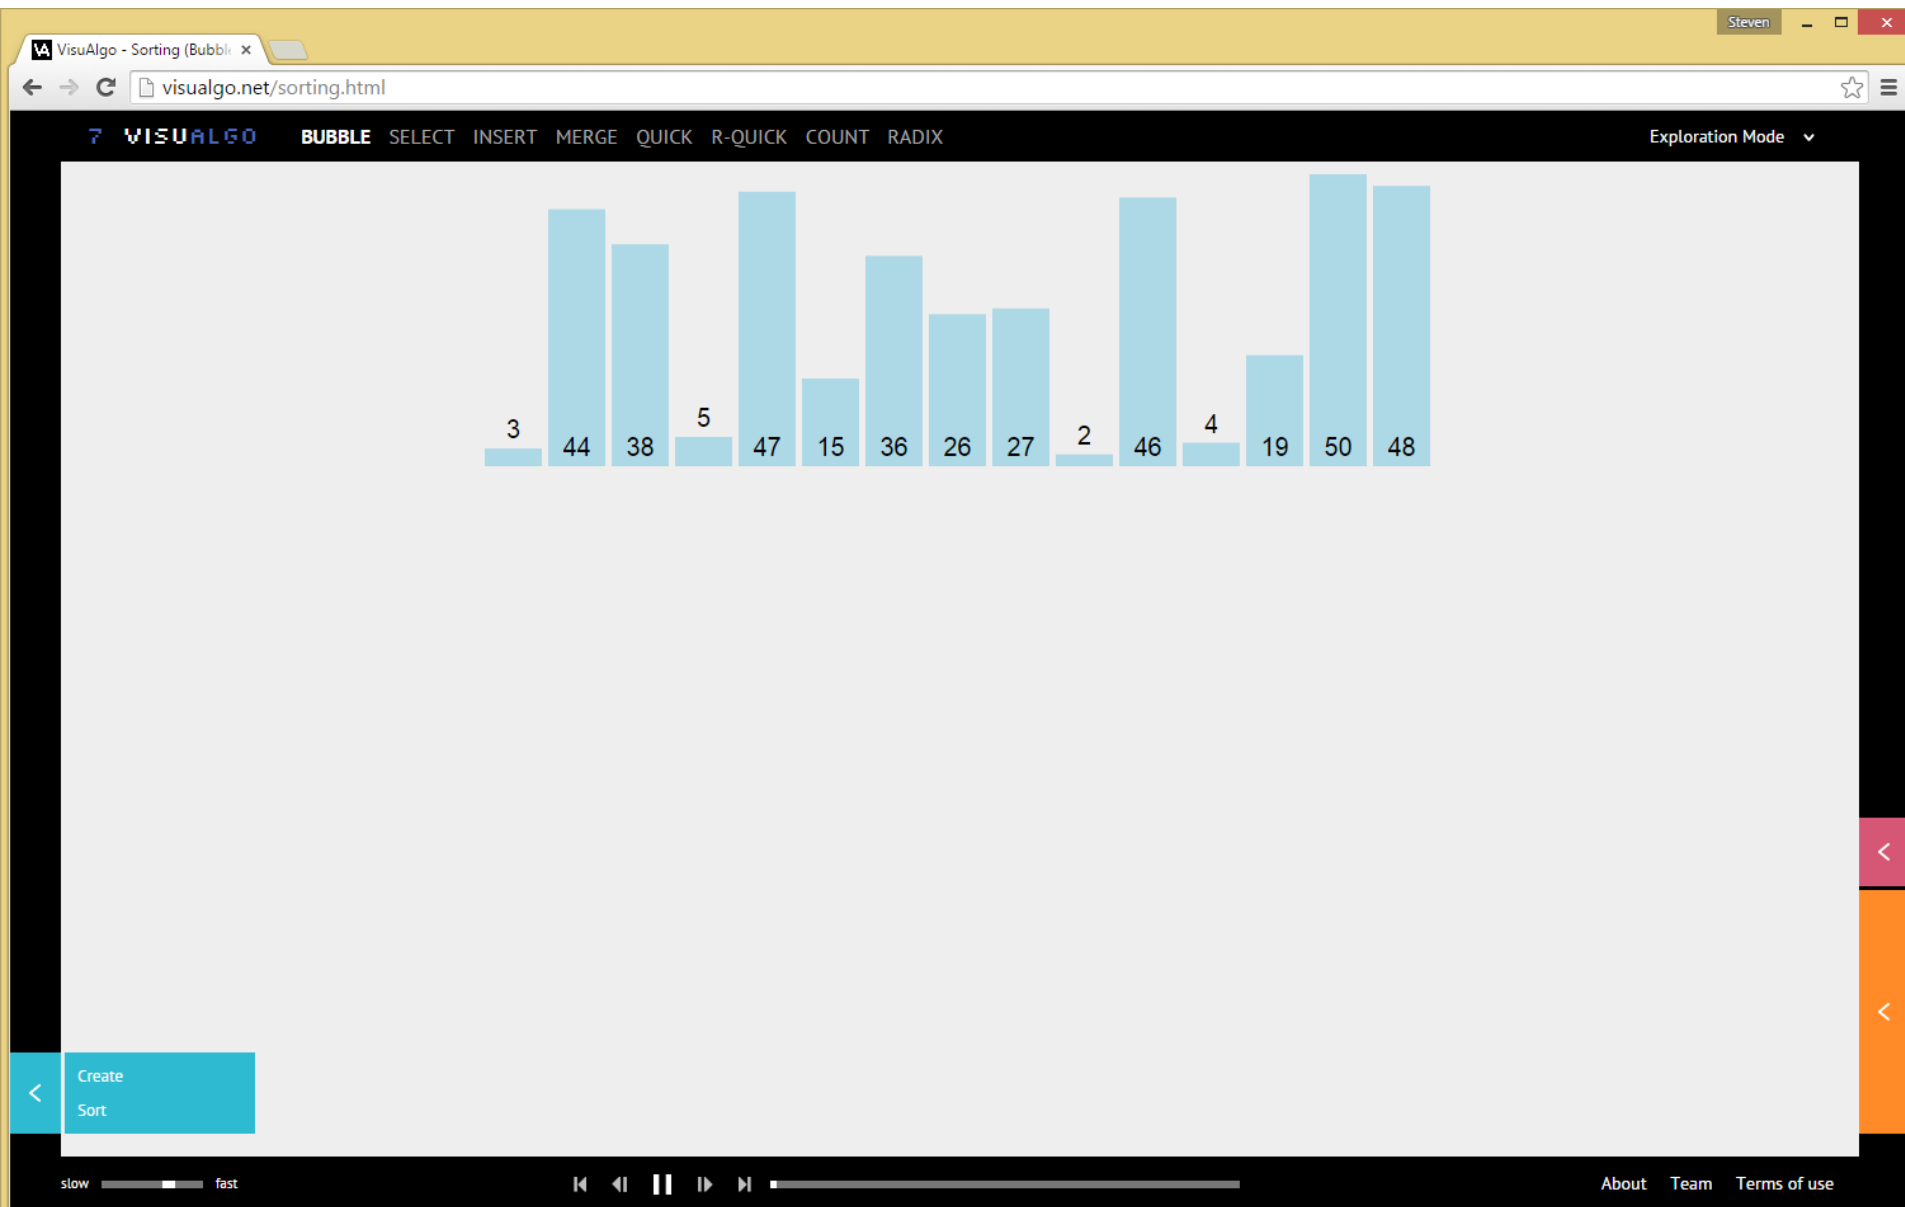 Steven
VisuAlgo - Sorting (Bubble
visualgo.net/sorting.html
7 VISUALGO BUBBLE SELECT INSERT MERGE QUICK R-QUICK COUNT RADIX Exploration Mode
3 44 38 5 47 15 36 26 27 2 46 4 19 50 48
Create
Sort
slow fast About Team Terms of use